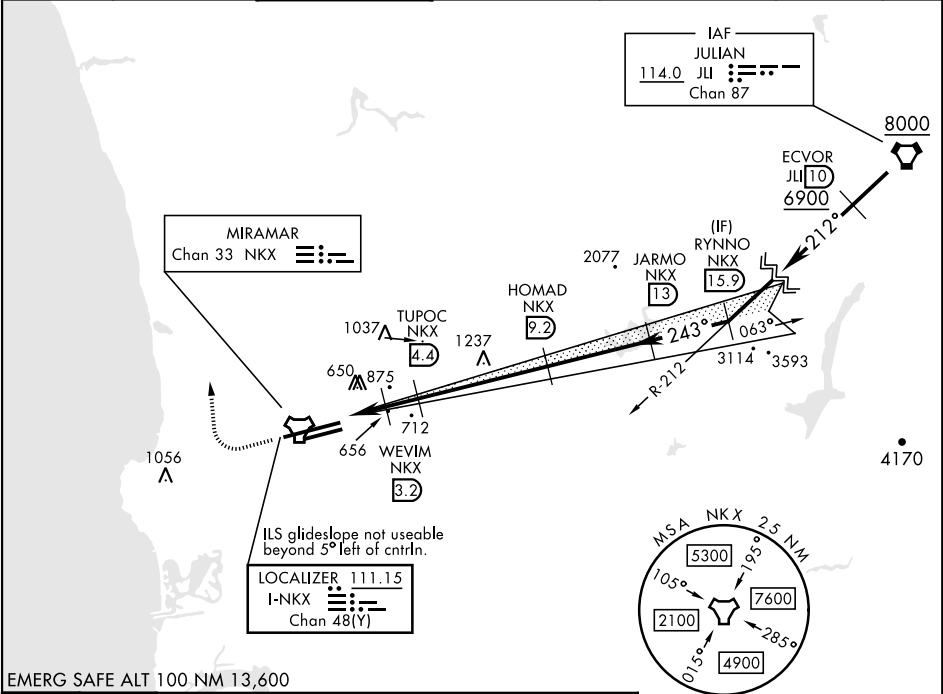 IAF
JULIAN
114.0 JLI
Chan 87
8000
ECVOR
JLI 10
6900
212°
(IF)
RYNNO
NKX
15.9
JARMO
NKX
13
2077
HOMAD
NKX
9.2
243°
063°
3114
3593
R-212
MIRAMAR
Chan 33 NKX
TUPOC
NKX
4.4
1037
1237
650
875
712
656
WEVIM
NKX
3.2
1056
4170
ILS glideslope not useable
beyond 5° left of cntrln.
LOCALIZER 111.15
I-NKX
Chan 48(Y)
MSA NKX 25 NM
5300
195°
105°
7600
2100
285°
015°
4900
EMERG SAFE ALT 100 NM 13,600